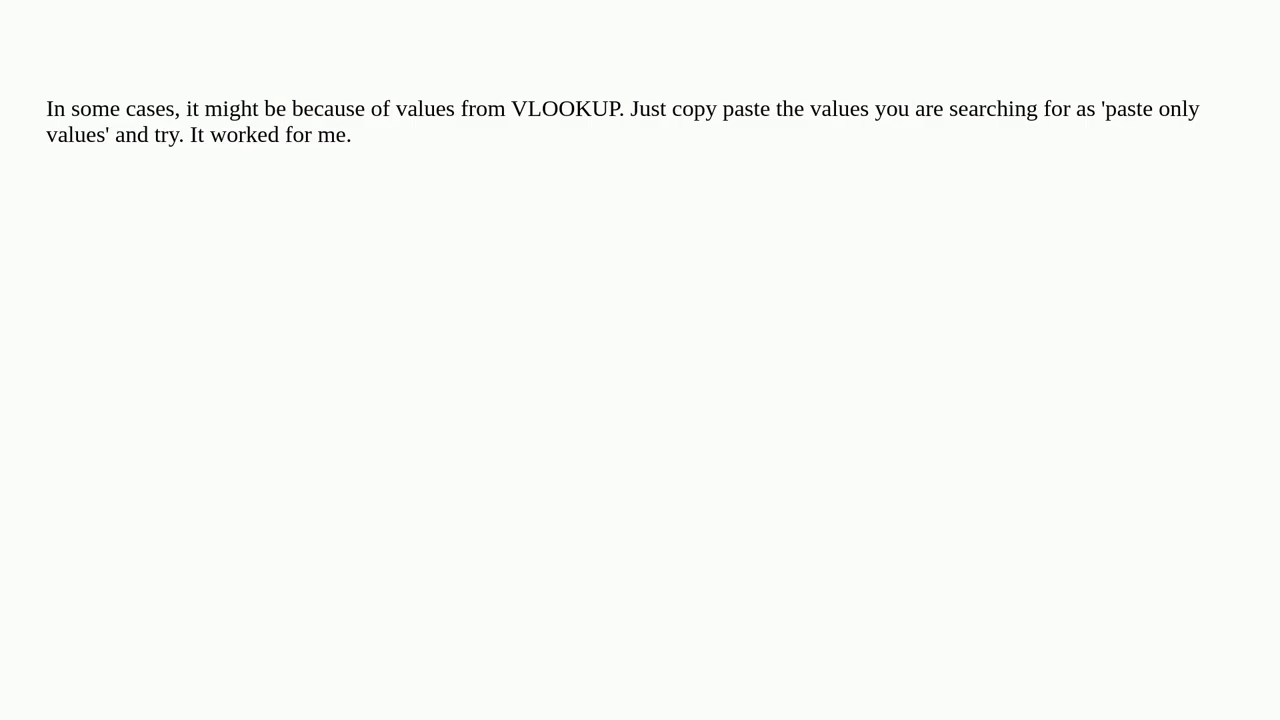 In some cases, it might be because of values from VLOOKUP. Just copy paste the values you are searching for as 'paste only
values' and try. It worked for me.